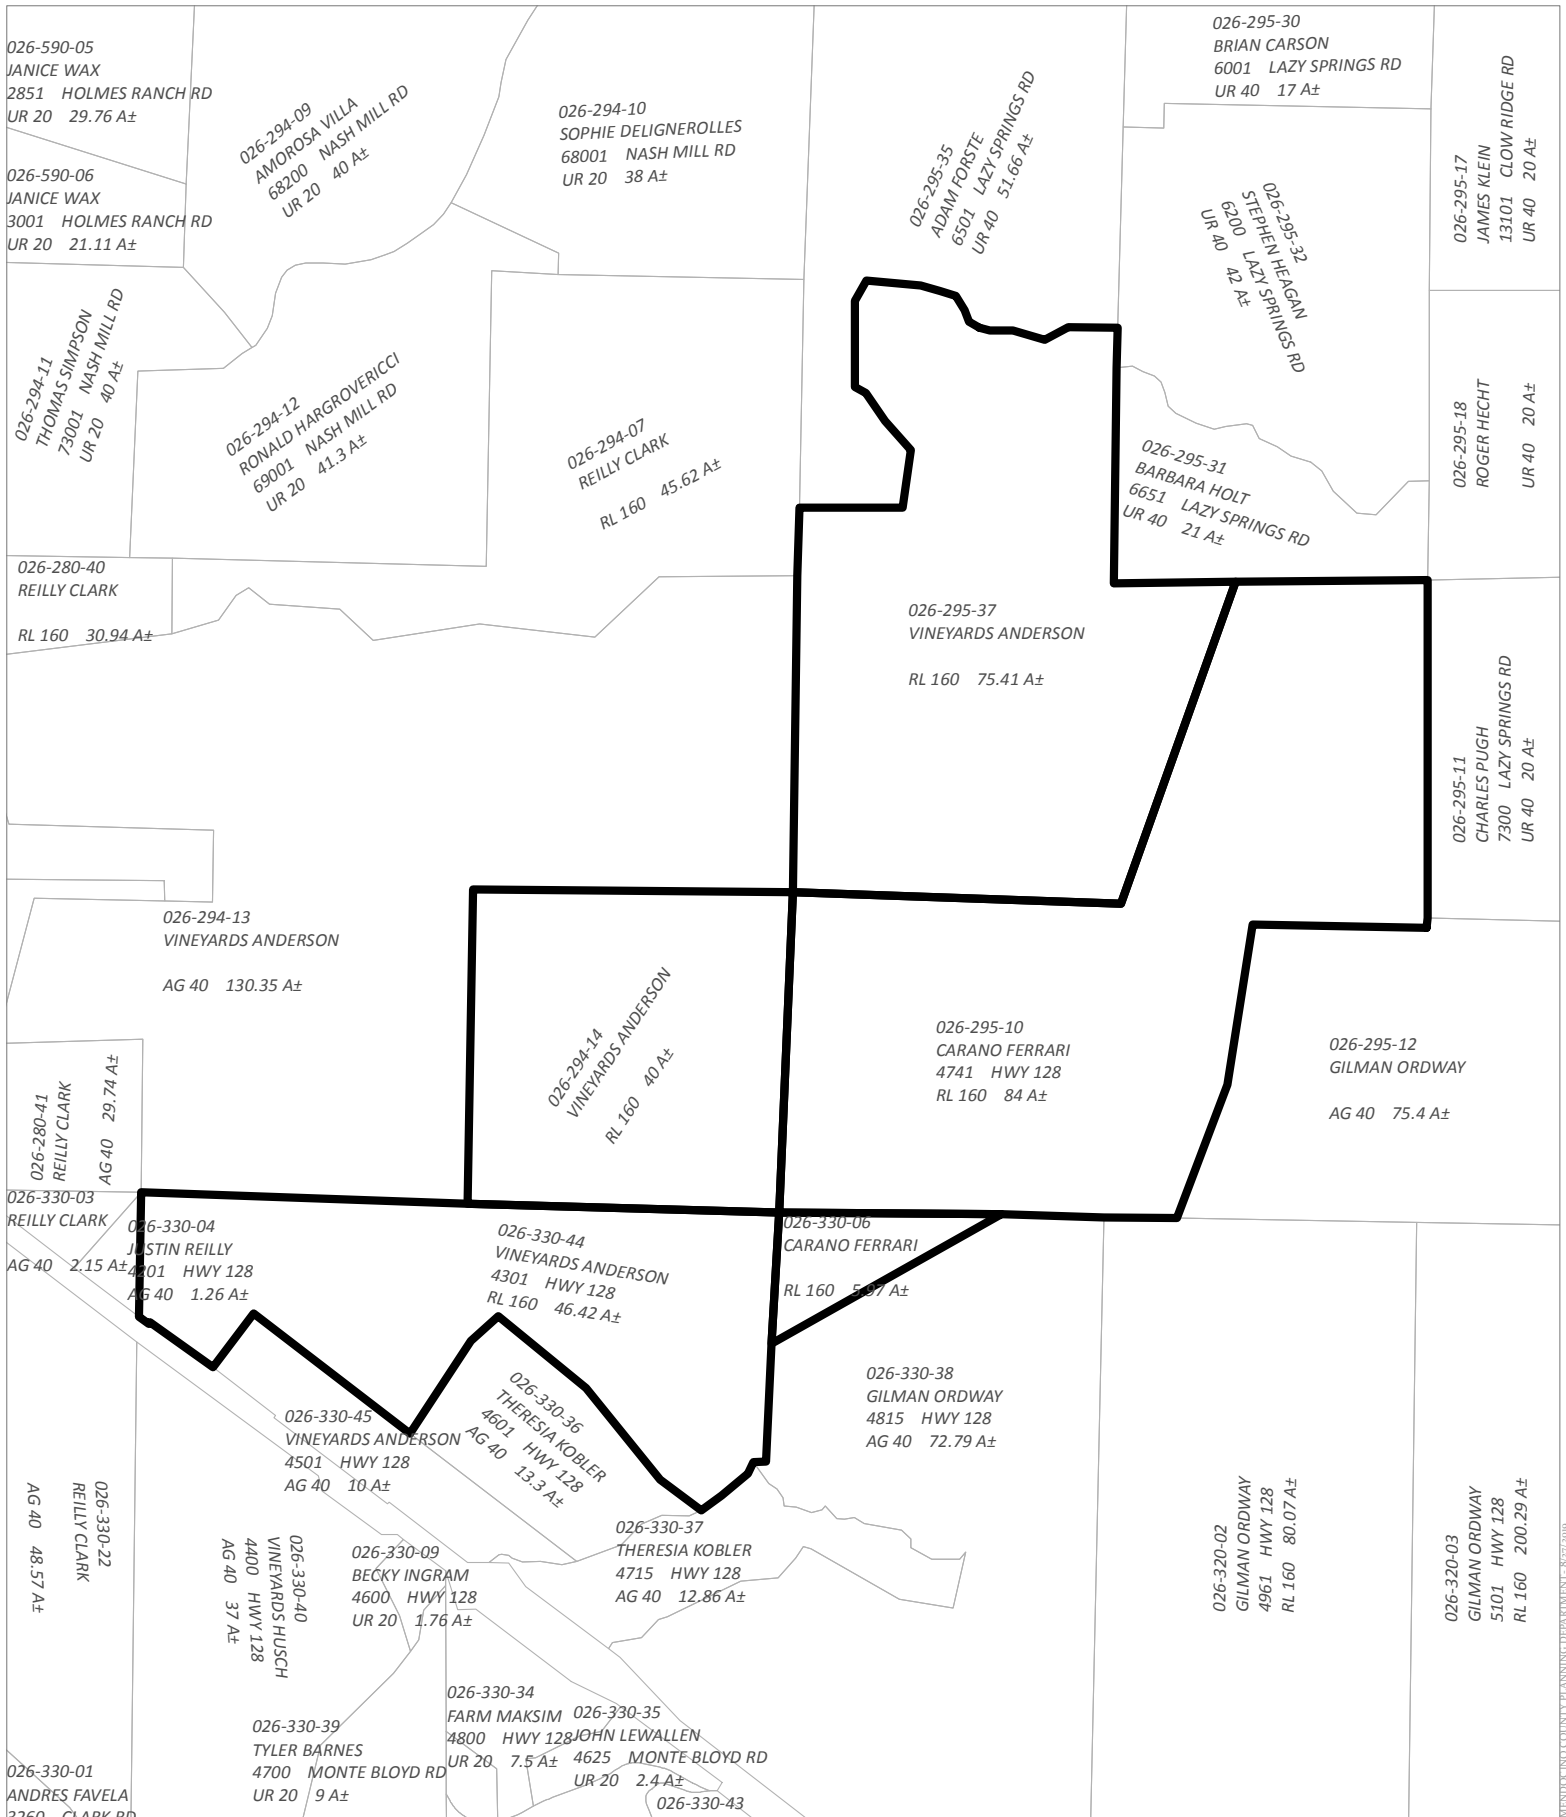 026-590-05
JANICE WAX
2851 HOLMES RANCH RD
UR 20 29.76 A±
026-590-06
JANICE WAX
3001 HOLMES RANCH RD
UR 20 21.11 A±
026-294-09
AMOROSA VILLA
68200 NASH MILL RD
UR 20 40 A±
026-294-10
SOPHIE DELIGNEROLLES
68001 NASH MILL RD
UR 20 38 A±
026-295-35
ADAM FORSTE
6501 LAZY SPRINGS RD
UR 40 51.66 A±
026-295-30
BRIAN CARSON
6001 LAZY SPRINGS RD
UR 40 17 A±
026-295-17
JAMES KLEIN
13101 CLOW RIDGE RD
UR 40 20 A±
026-295-32
STEPHEN HEAGAN
6200 LAZY SPRINGS RD
UR 40 42 A±
026-294-11
THOMAS SIMPSON
73001 NASH MILL RD
UR 20 40 A±
026-294-12
RONALD HARGROVERICCI
69001 NASH MILL RD
UR 20 41.3 A±
026-294-07
REILLY CLARK
RL 160 45.62 A±
026-295-31
BARBARA HOLT
6651 LAZY SPRINGS RD
UR 40 21 A±
026-295-18
ROGER HECHT
UR 40 20 A±
026-280-40
REILLY CLARK
RL 160 30.94 A±
026-295-37
VINEYARDS ANDERSON
RL 160 75.41 A±
026-295-11
CHARLES PUGH
7300 LAZY SPRINGS RD
UR 40 20 A±
026-294-13
VINEYARDS ANDERSON
AG 40 130.35 A±
026-294-14
VINEYARDS ANDERSON
RL 160 40 A±
026-295-10
CARANO FERRARI
4741 HWY 128
RL 160 84 A±
026-295-12
GILMAN ORDWAY
AG 40 75.4 A±
026-280-41
REILLY CLARK
AG 40 29.74 A±
026-330-03
REILLY CLARK
AG 40 2.15 A±
026-330-04
JUSTIN REILLY
4201 HWY 128
AG 40 1.26 A±
026-330-44
VINEYARDS ANDERSON
4301 HWY 128
RL 160 46.42 A±
026-330-06
CARANO FERRARI
RL 160 5.97 A±
026-330-38
GILMAN ORDWAY
4815 HWY 128
AG 40 72.79 A±
026-330-36
THERESIA KOBLER
4601 HWY 128
AG 40 13.3 A±
026-330-45
VINEYARDS ANDERSON
4501 HWY 128
AG 40 10 A±
026-330-22
REILLY CLARK
AG 40 48.57 A±
026-330-40
VINEYARDS HUSCH
4400 HWY 128
AG 40 37 A±
026-330-09
BECKY INGRAM
4600 HWY 128
UR 20 1.76 A±
026-330-37
THERESIA KOBLER
4715 HWY 128
AG 40 12.86 A±
026-320-02
GILMAN ORDWAY
4961 HWY 128
RL 160 80.07 A±
026-320-03
GILMAN ORDWAY
5101 HWY 128
RL 160 200.29 A±
026-330-34
FARM MAKSIM
4800 HWY 128
UR 20 7.5 A±
026-330-35
JOHN LEWALLEN
4625 MONTE BLOYD RD
UR 20 2.4 A±
026-330-39
TYLER BARNES
4700 MONTE BLOYD RD
UR 20 9 A±
026-330-01
ANDRES FAVELA
3260 CLARK RD
026-330-43
MENDOCINO COUNTY PLANNING DEPARTMENT